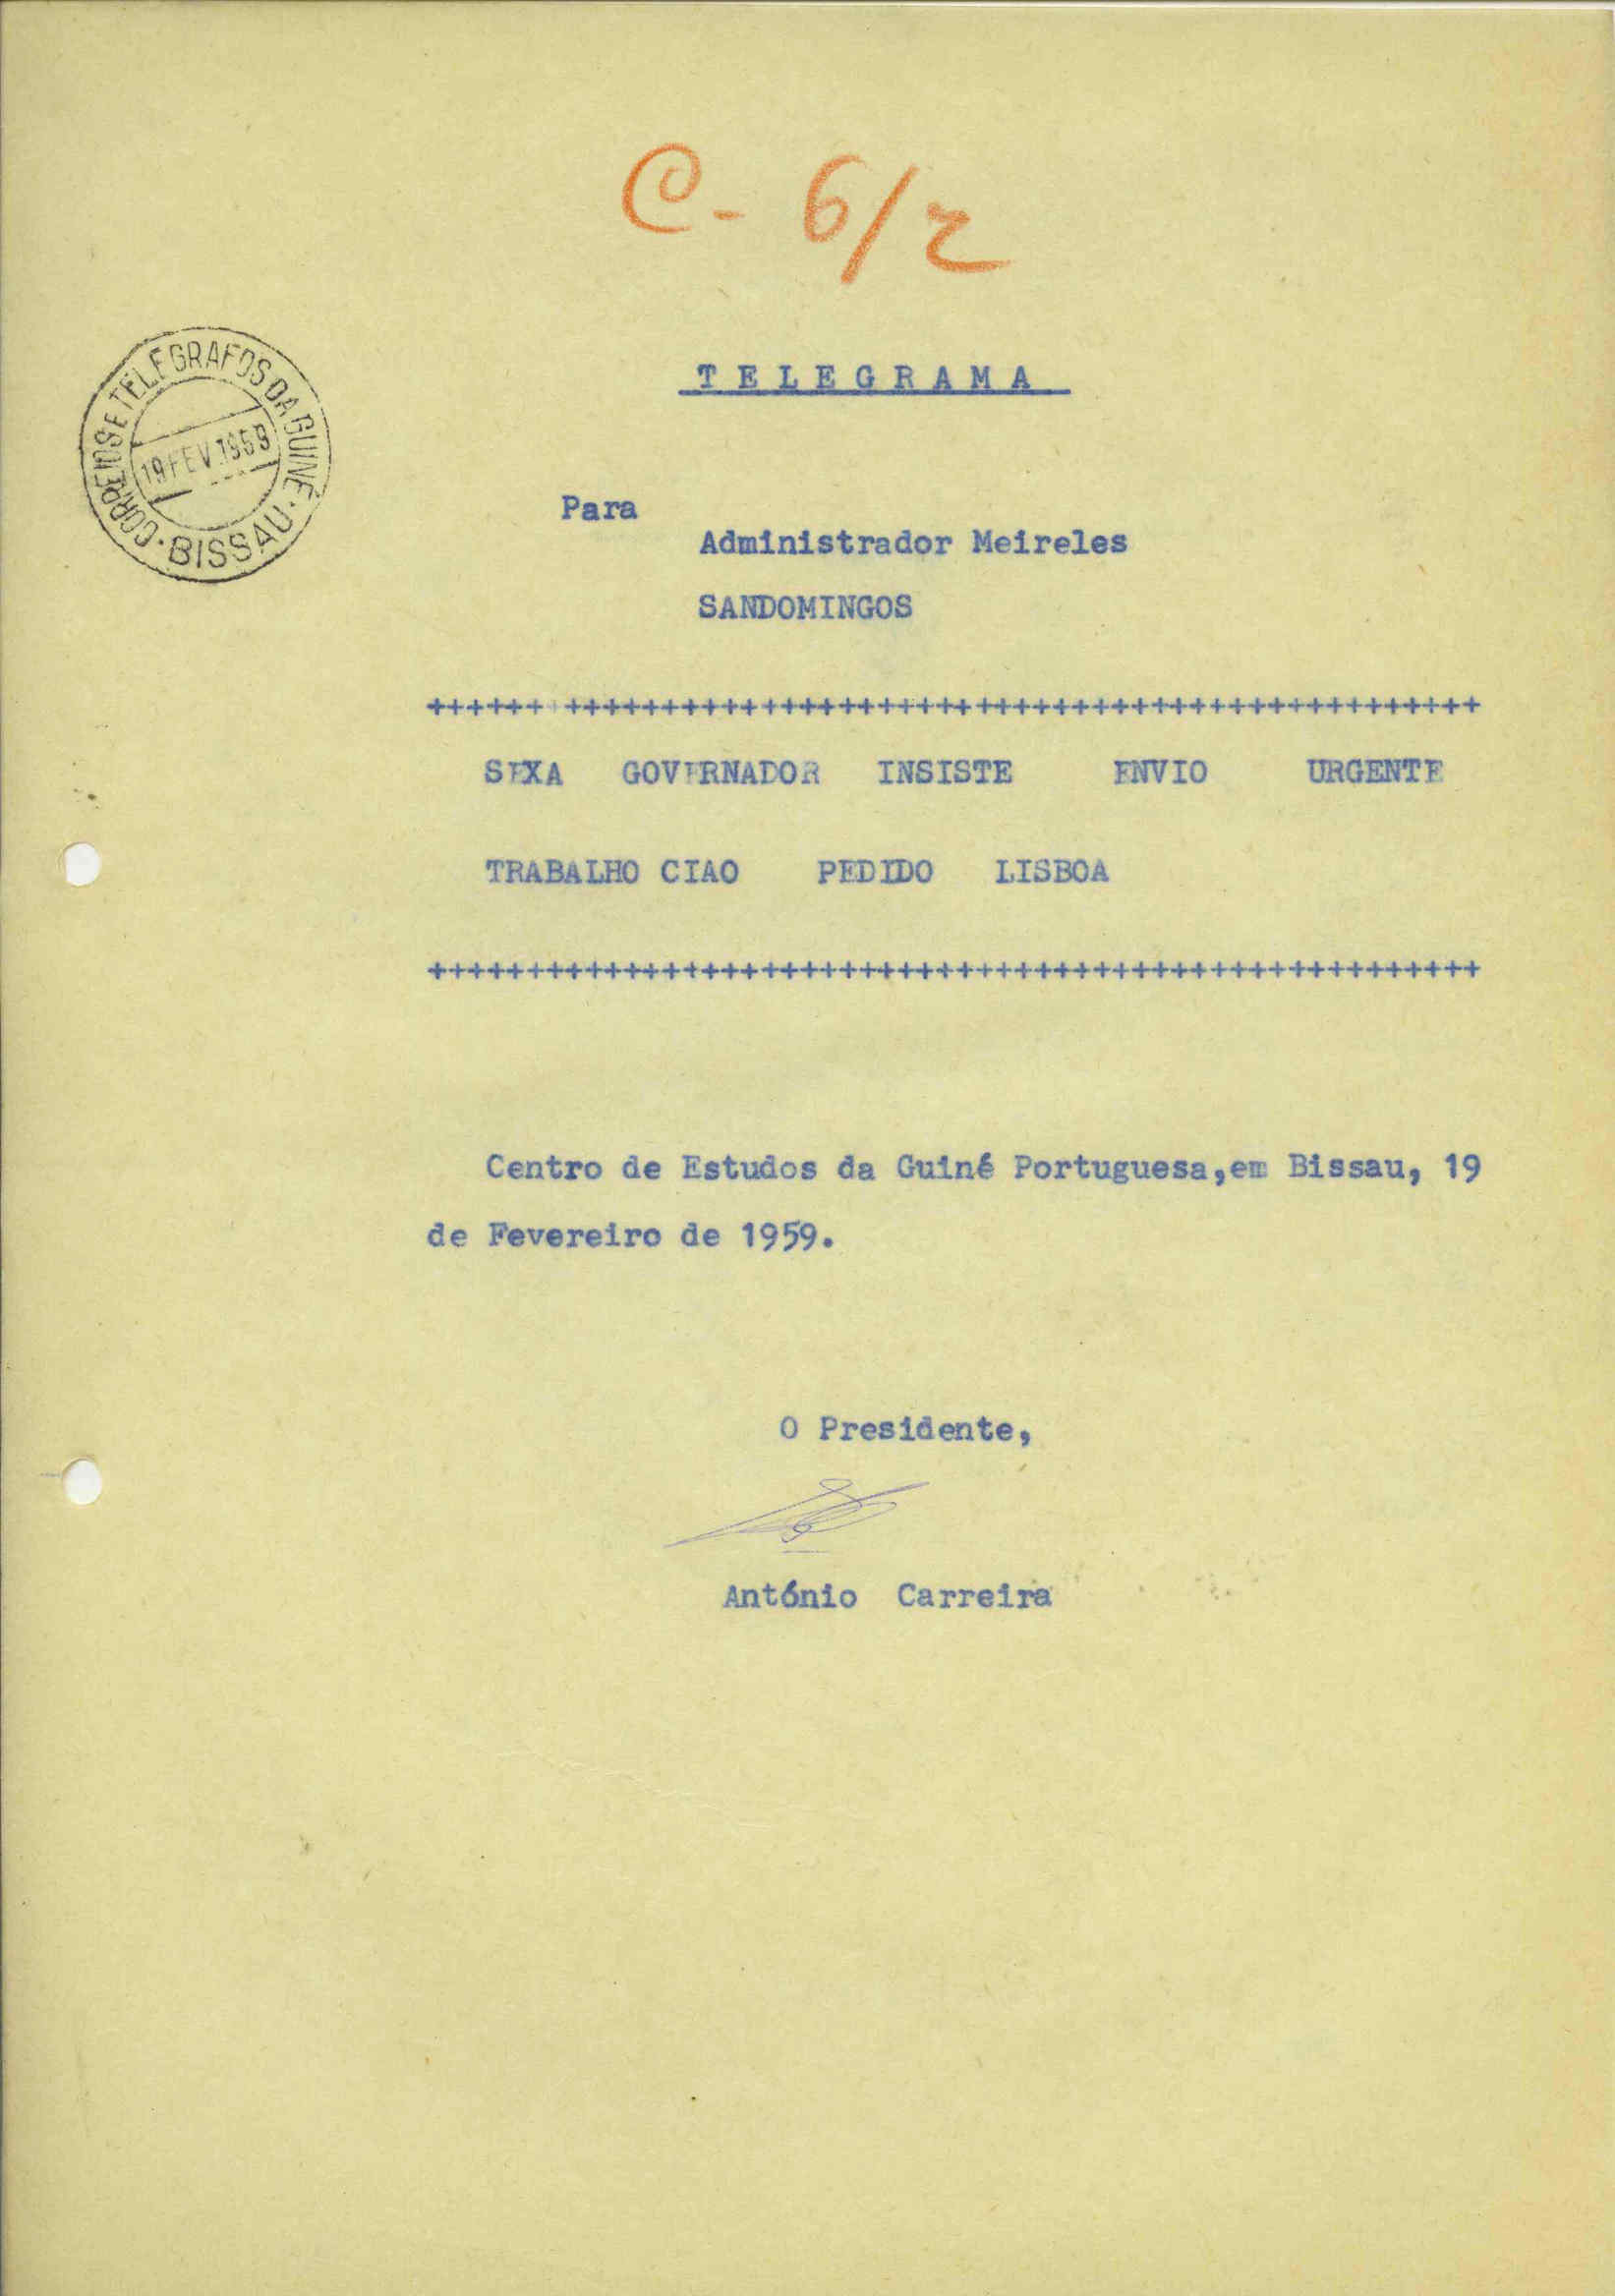 C - 6/2
TELEGRAMA
CORREIOS E TELEGRAFOS DA GUINÉ · BISSAU ·
19 FEV 1959
Para
Administrador Meireles
SANDOMINGOS
++++++ +++++++++++++++++++++++++++++++++++++++++++++++
SEXA GOVERNADOR INSISTE ENVIO URGENTE
TRABALHO CIAO PEDIDO LISBOA
++++++++++++++++++++++++++++++++++++++++++++++++++++++
Centro de Estudos da Guiné Portuguesa,em Bissau, 19
de Fevereiro de 1959.
O Presidente,
António Carreira